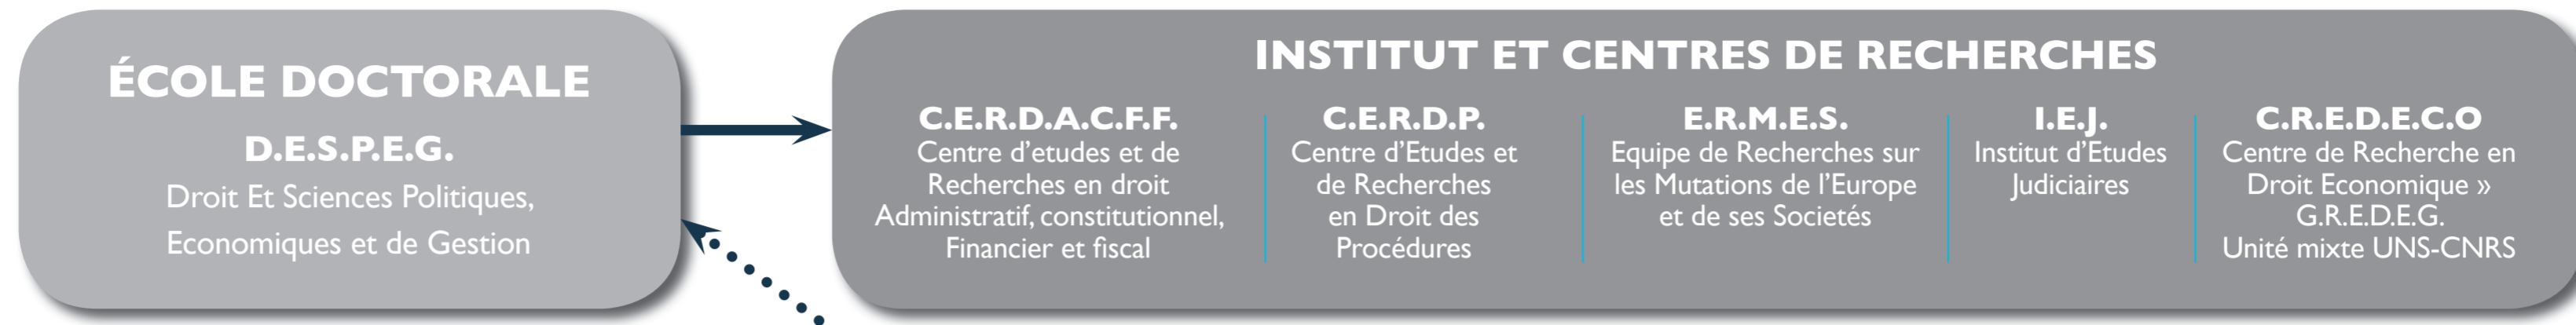 ÉCOLE DOCTORALE
D.E.S.P.E.G.
Droit Et Sciences Politiques,
Economiques et de Gestion
INSTITUT ET CENTRES DE RECHERCHES
C.E.R.D.A.C.F.F.
Centre d'etudes et de
Recherches en droit
Administratif, constitutionnel,
Financier et fiscal
C.E.R.D.P.
Centre d'Etudes et
de Recherches
en Droit des
Procédures
E.R.M.E.S.
Equipe de Recherches sur
les Mutations de l'Europe
et de ses Societés
I.E.J.
Institut d'Etudes
Judiciaires
C.R.E.D.E.C.O
Centre de Recherche en
Droit Economique »
G.R.E.D.E.G.
Unité mixte UNS-CNRS